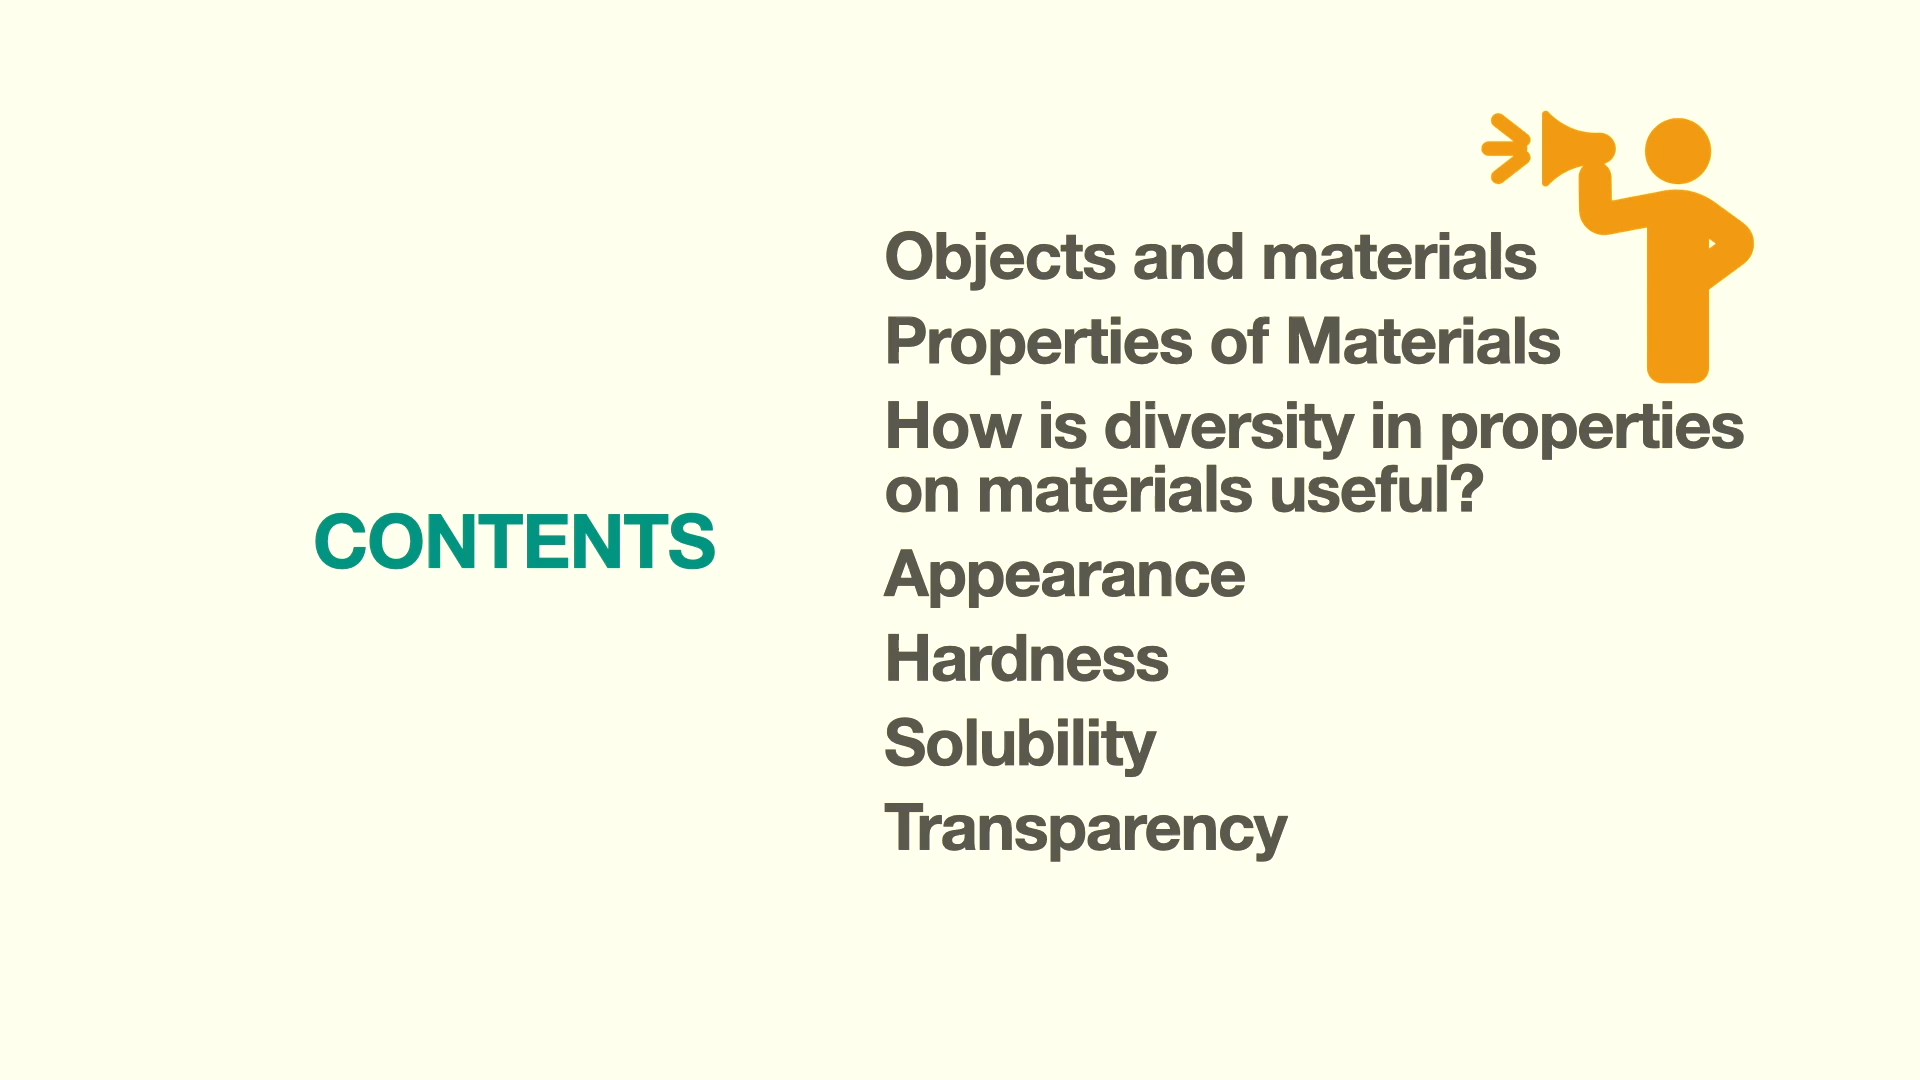 CONTENTS
Objects and materials
Properties of Materials
How is diversity in properties
on materials useful?
Appearance
Hardness
Solubility
Transparency